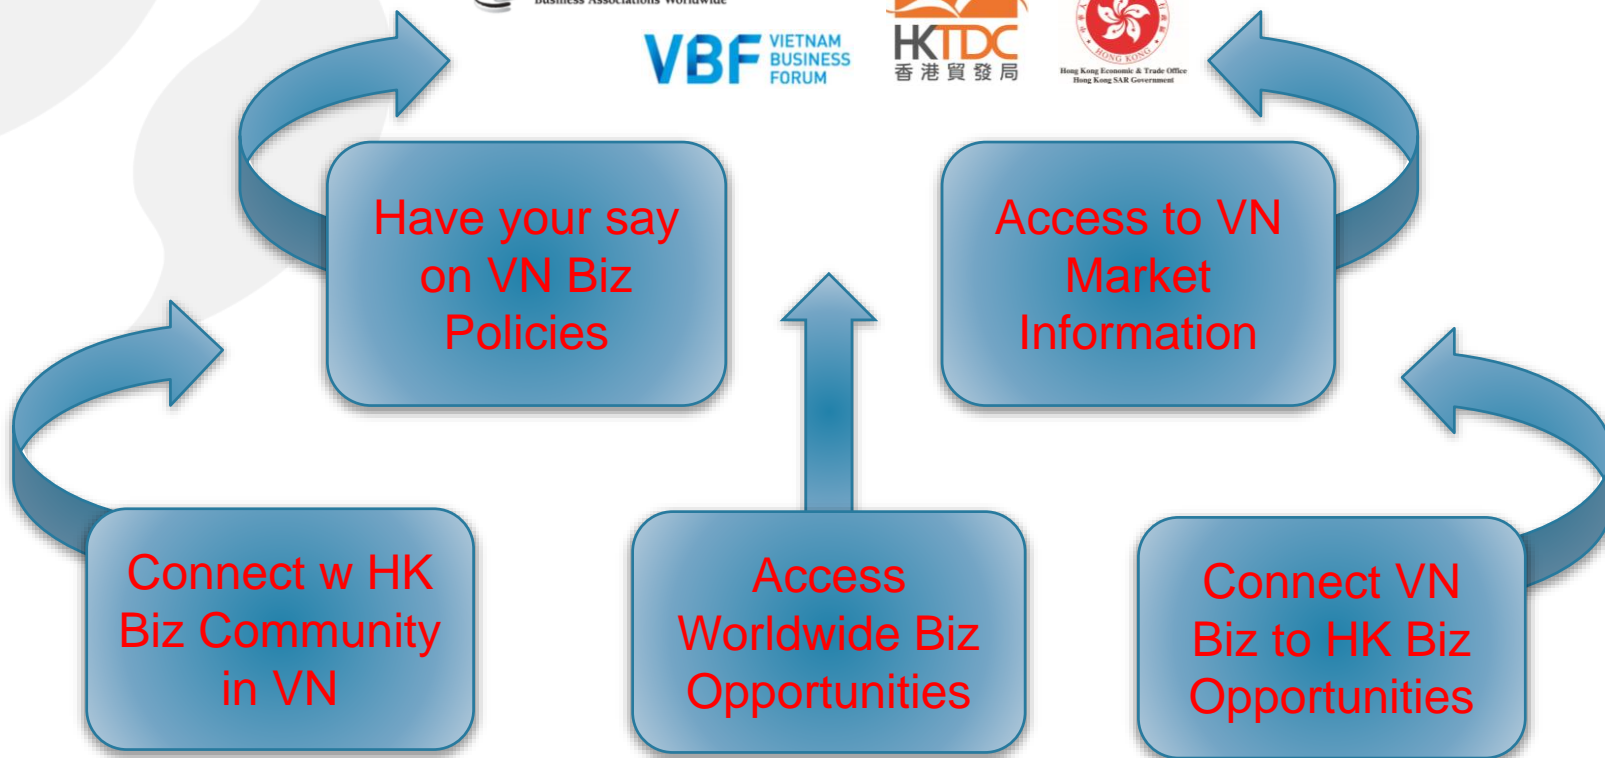 Business Associations Worldwide
VBF VIETNAM
BUSINESS
FORUM
HKTDC
香港貿發局
HONG KONG
Hong Kong Economic & Trade Office
Hong Kong SAR Government
Have your say
on VN Biz
Policies
Access to VN
Market
Information
Connect w HK
Biz Community
in VN
Access
Worldwide Biz
Opportunities
Connect VN
Biz to HK Biz
Opportunities